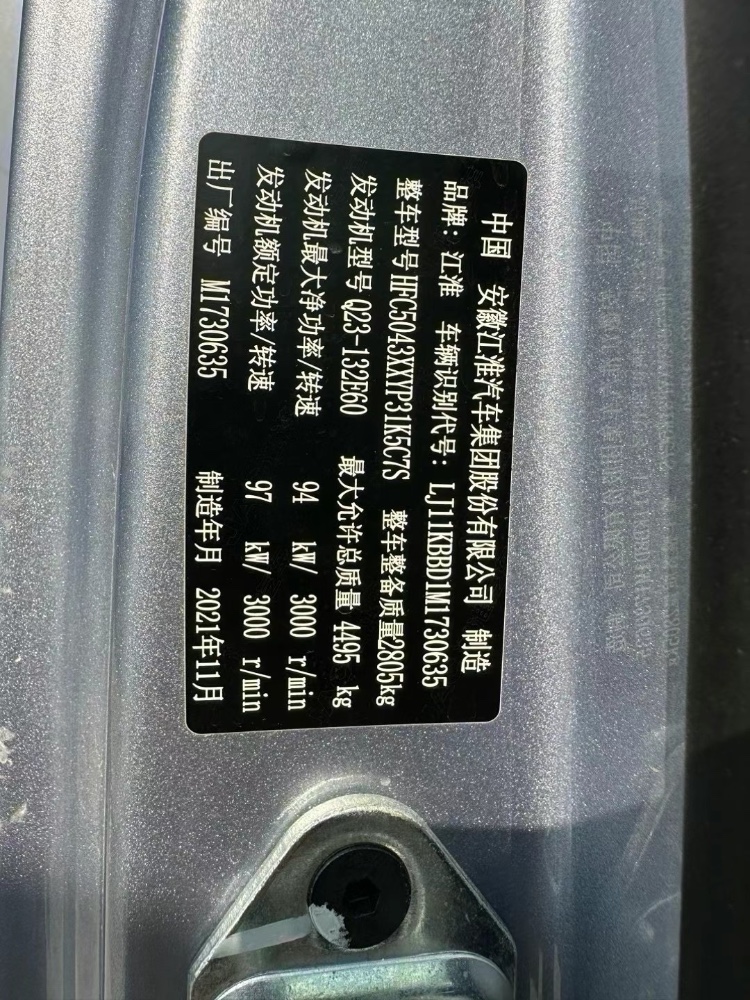 中国 安徽江淮汽车集团股份有限公司 制造
品牌：江淮 车辆识别代号：LJ11KBBD1M1730635
整车型号 HFC5043XXYP31K5C7S 整车整备质量2805kg
发动机型号 Q23-132E60 最大允许总质量 4495 kg
发动机最大净功率/转速 94 kW/ 3000 r/min
发动机额定功率/转速 97 kW/ 3000 r/min
出厂编号 M1730635 制造年月 2021年11月